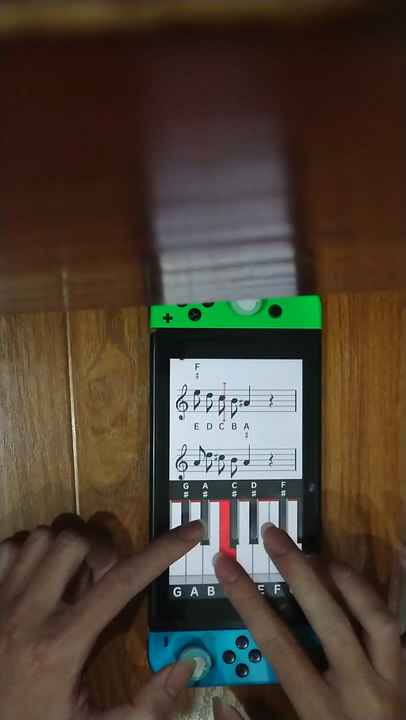 F
♯
E D C B A
♯
G A C D F
♯ ♯ ♯ ♯ ♯
G A B E F